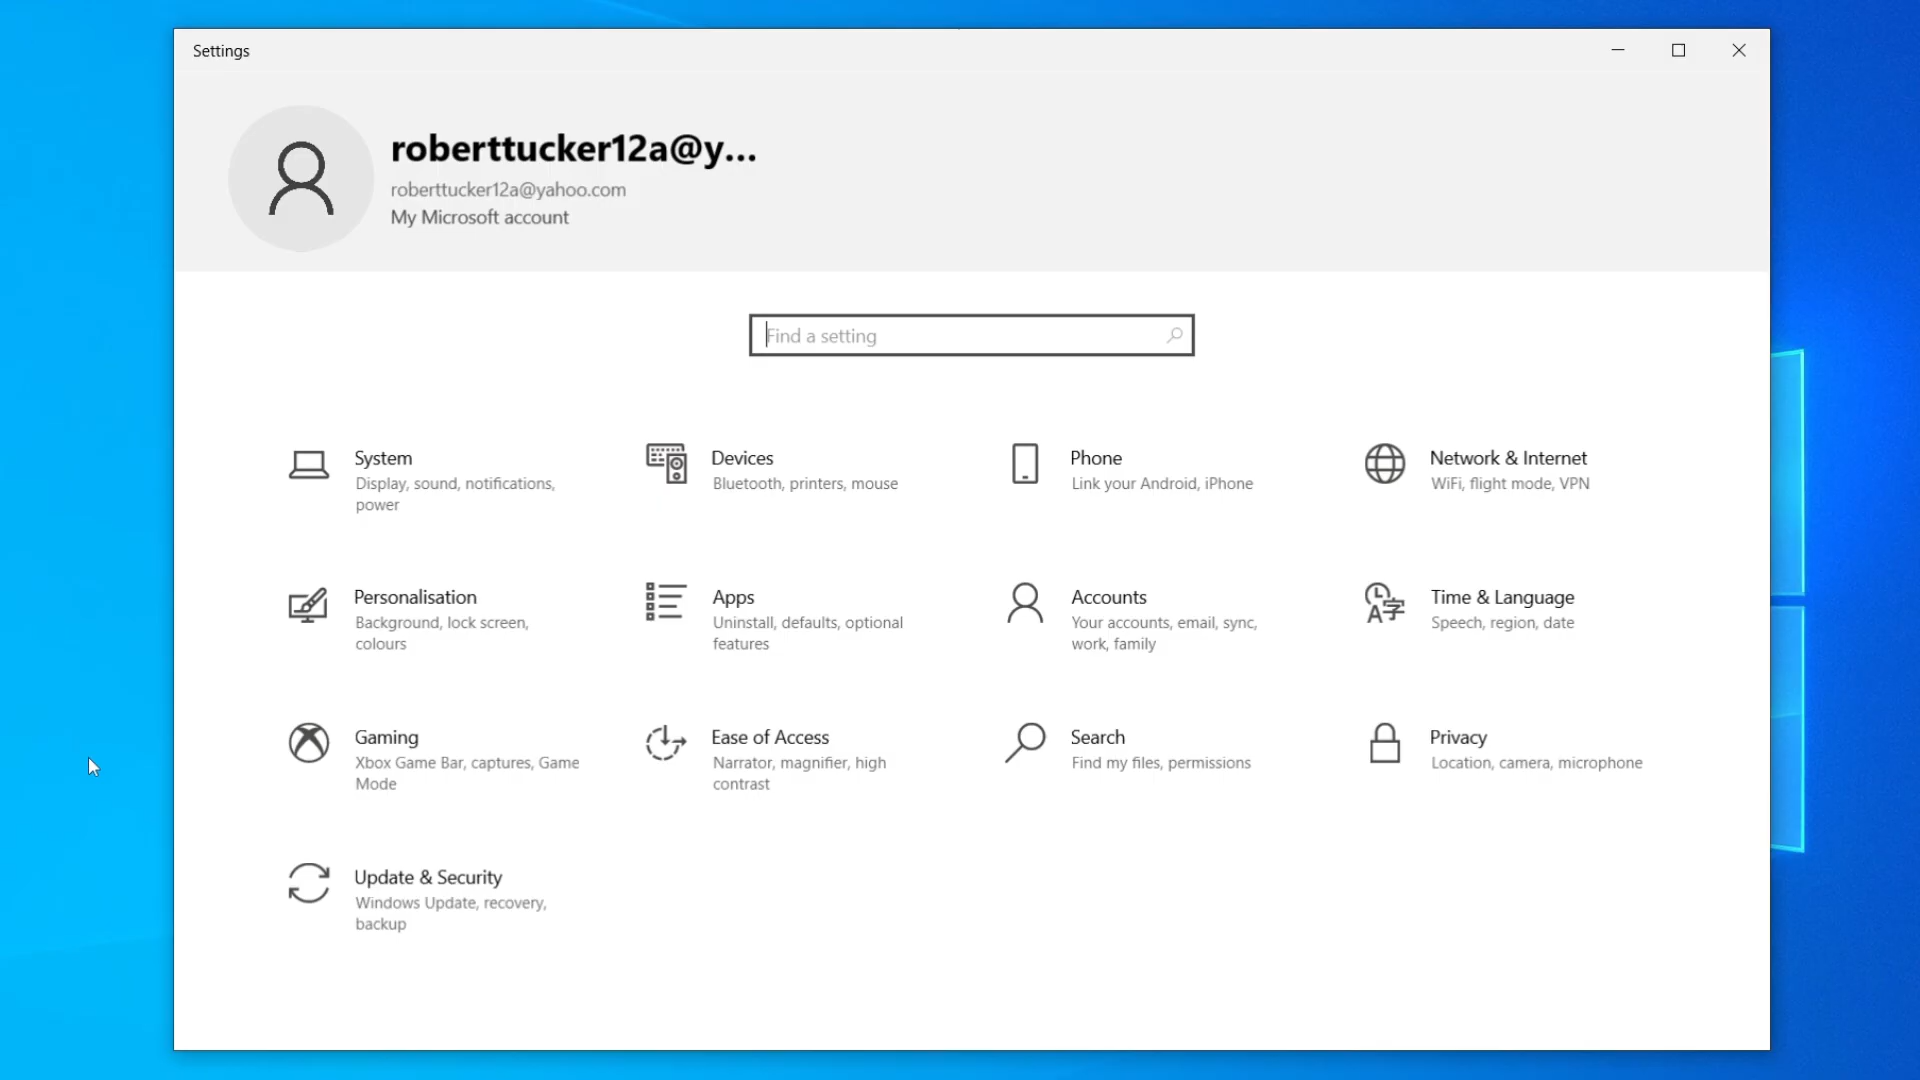 Settings
roberttucker12a@y...
roberttucker12a@yahoo.com
My Microsoft account
Find a setting
System
Display, sound, notifications,
power
Devices
Bluetooth, printers, mouse
Phone
Link your Android, iPhone
Network & Internet
WiFi, flight mode, VPN
Personalisation
Background, lock screen,
colours
Apps
Uninstall, defaults, optional
features
Accounts
Your accounts, email, sync,
work, family
Time & Language
Speech, region, date
Gaming
Xbox Game Bar, captures, Game
Mode
Ease of Access
Narrator, magnifier, high
contrast
Search
Find my files, permissions
Privacy
Location, camera, microphone
Update & Security
Windows Update, recovery,
backup